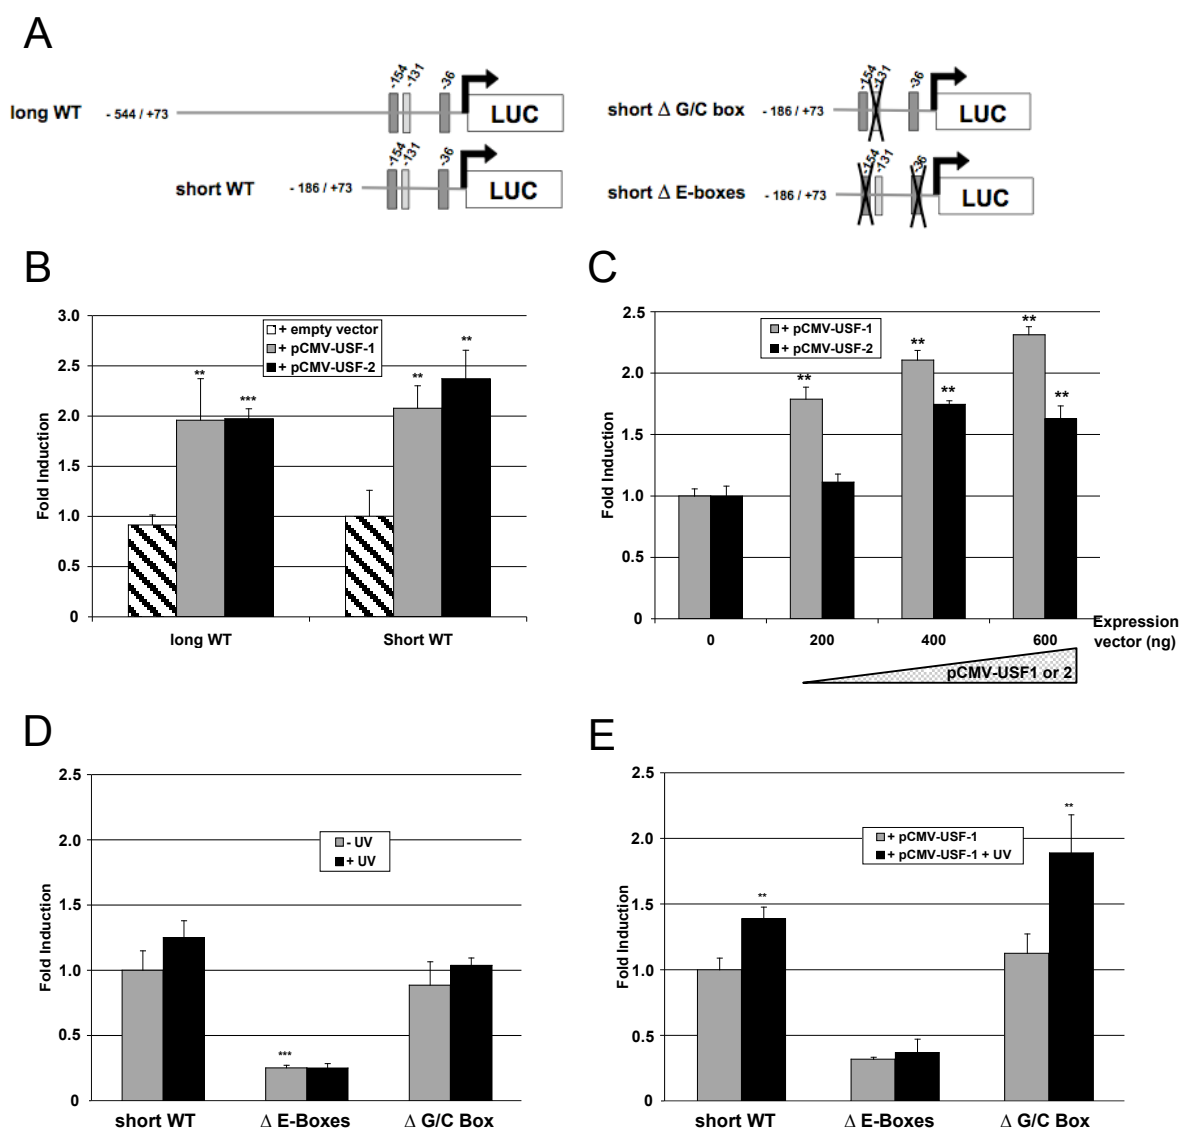 A
long WT
- 544 / +73
-154
-131
-36
LUC
short WT
- 186 / +73
-154
-131
-36
LUC
short Δ G/C box
- 186 / +73
-154
-131
-36
LUC
short Δ E-boxes
- 186 / +73
-154
-131
-36
LUC
B
Fold Induction
3.0
2.5
2.0
1.5
1.0
0.5
0
+ empty vector
+ pCMV-USF-1
+ pCMV-USF-2
**
***
**
**
long WT
Short WT
C
Fold Induction
2.5
2.0
1.5
1.0
0.5
0
+ pCMV-USF-1
+ pCMV-USF-2
**
**
**
**
**
0
200
400
600
Expression
vector (ng)
pCMV-USF1 or 2
D
Fold Induction
2.5
2.0
1.5
1.0
0.5
0
- UV
+ UV
***
short WT
Δ E-Boxes
Δ G/C Box
E
Fold Induction
2.5
2.0
1.5
1.0
0.5
0
+ pCMV-USF-1
+ pCMV-USF-1 + UV
**
**
short WT
Δ E-Boxes
Δ G/C Box